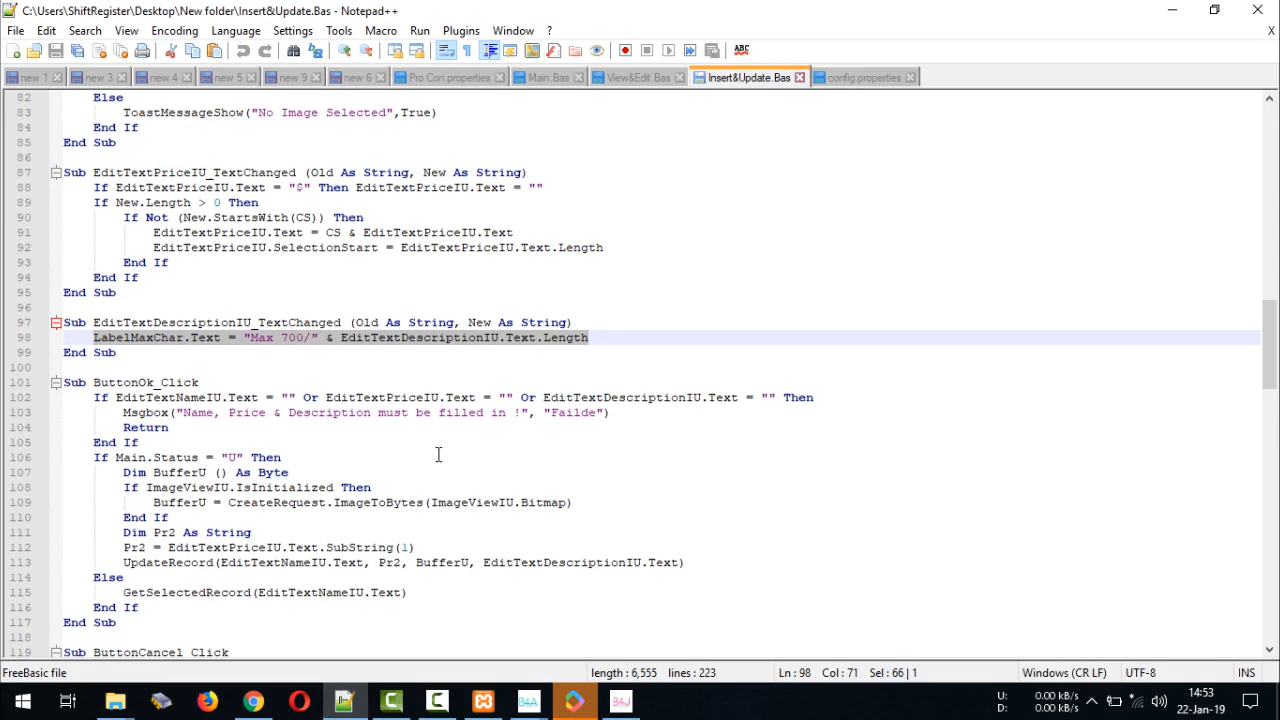 C:\Users\ShiftRegister\Desktop\New folder\Insert&Update.Bas - Notepad++
File Edit Search View Encoding Language Settings Tools Macro Run Plugins Window ? X
new 1 new 3 new 4 new 5 new 9 new 6 Pro Con.properties Main.Bas View&Edit Bas Insert&Update.Bas config.properties
82 Else
83 ToastMessageShow("No Image Selected",True)
84 End If
85 End Sub
86
87 Sub EditTextPriceIU_TextChanged (Old As String, New As String)
88 If EditTextPriceIU.Text = "$" Then EditTextPriceIU.Text = ""
89 If New.Length > 0 Then
90 If Not (New.StartsWith(CS)) Then
91 EditTextPriceIU.Text = CS & EditTextPriceIU.Text
92 EditTextPriceIU.SelectionStart = EditTextPriceIU.Text.Length
93 End If
94 End If
95 End Sub
96
97 Sub EditTextDescriptionIU_TextChanged (Old As String, New As String)
98 LabelMaxChar.Text = "Max 700/" & EditTextDescriptionIU.Text.Length
99 End Sub
100
101 Sub ButtonOk_Click
102 If EditTextNameIU.Text = "" Or EditTextPriceIU.Text = "" Or EditTextDescriptionIU.Text = "" Then
103 Msgbox("Name, Price & Description must be filled in !", "Failde")
104 Return
105 End If
106 If Main.Status = "U" Then
107 Dim BufferU () As Byte
108 If ImageViewIU.IsInitialized Then
109 BufferU = CreateRequest.ImageToBytes(ImageViewIU.Bitmap)
110 End If
111 Dim Pr2 As String
112 Pr2 = EditTextPriceIU.Text.SubString(1)
113 UpdateRecord(EditTextNameIU.Text, Pr2, BufferU, EditTextDescriptionIU.Text)
114 Else
115 GetSelectedRecord(EditTextNameIU.Text)
116 End If
117 End Sub
118
119 Sub ButtonCancel_Click
FreeBasic file length : 6,555 lines : 223 Ln : 98 Col : 71 Sel : 66 | 1 Windows (CR LF) UTF-8 INS
B4A B4J U: 0.00 kB/s 14:53
D: 0.00 kB/s 22-Jan-19